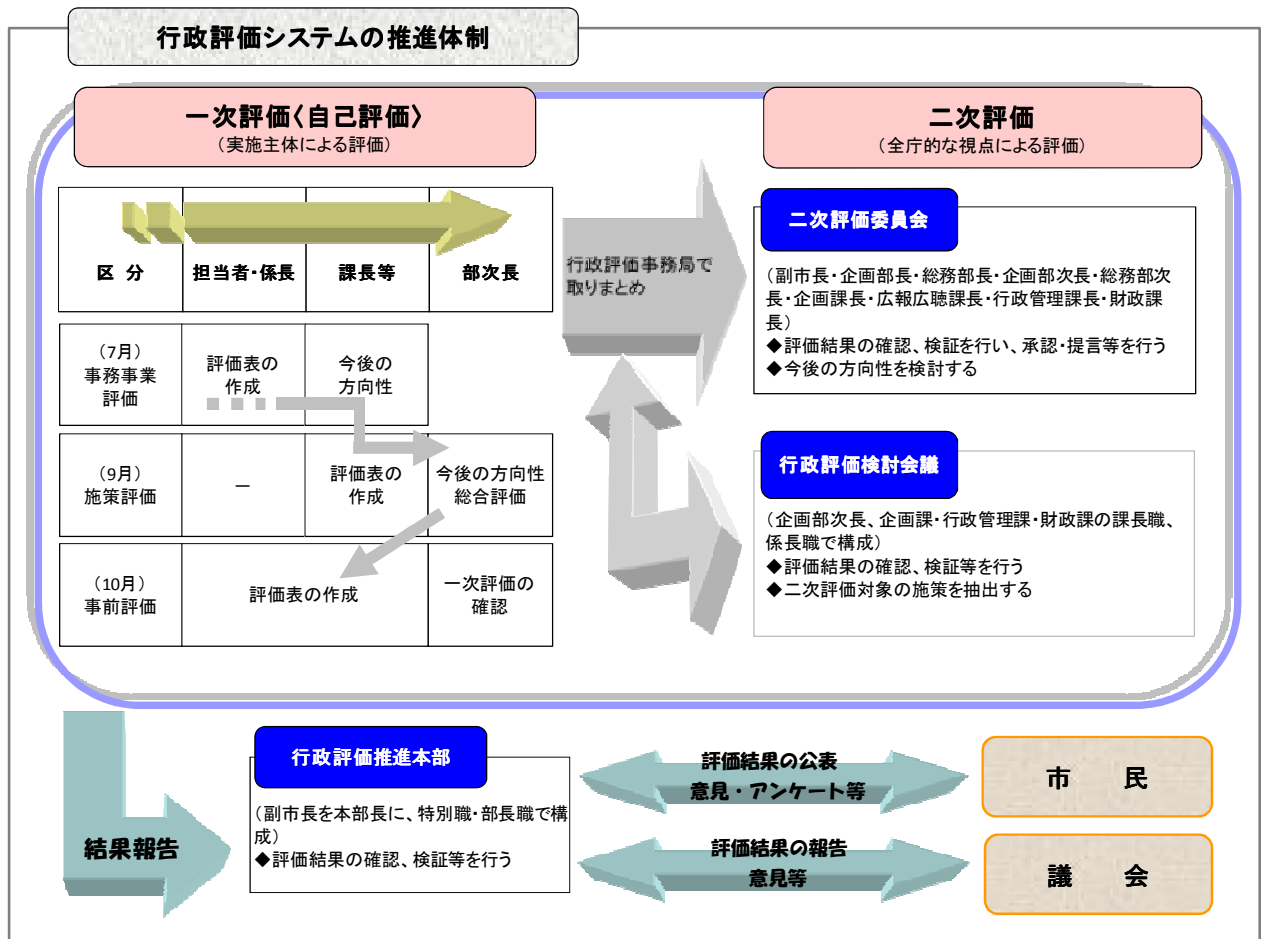 行政評価システムの推進体制
一次評価〈自己評価〉
（実施主体による評価）
区 分
担当者・係長
課長等
部次長
（7月）
事務事業
評価
評価表の
作成
今後の
方向性
（9月）
施策評価
－
評価表の
作成
今後の方向性
総合評価
（10月）
事前評価
評価表の作成
一次評価の
確認
行政評価事務局で
取りまとめ
二次評価
（全庁的な視点による評価）
二次評価委員会
（副市長・企画部長・総務部長・企画部次長・総務部次
長・企画課長・広報広聴課長・行政管理課長・財政課
長）
◆評価結果の確認、検証を行い、承認・提言等を行う
◆今後の方向性を検討する
行政評価検討会議
（企画部次長、企画課・行政管理課・財政課の課長職、
係長職で構成）
◆評価結果の確認、検証等を行う
◆二次評価対象の施策を抽出する
結果報告
行政評価推進本部
（副市長を本部長に、特別職・部長職で構
成）
◆評価結果の確認、検証等を行う
評価結果の公表
意見・アンケート等
市　民
評価結果の報告
意見等
議　会